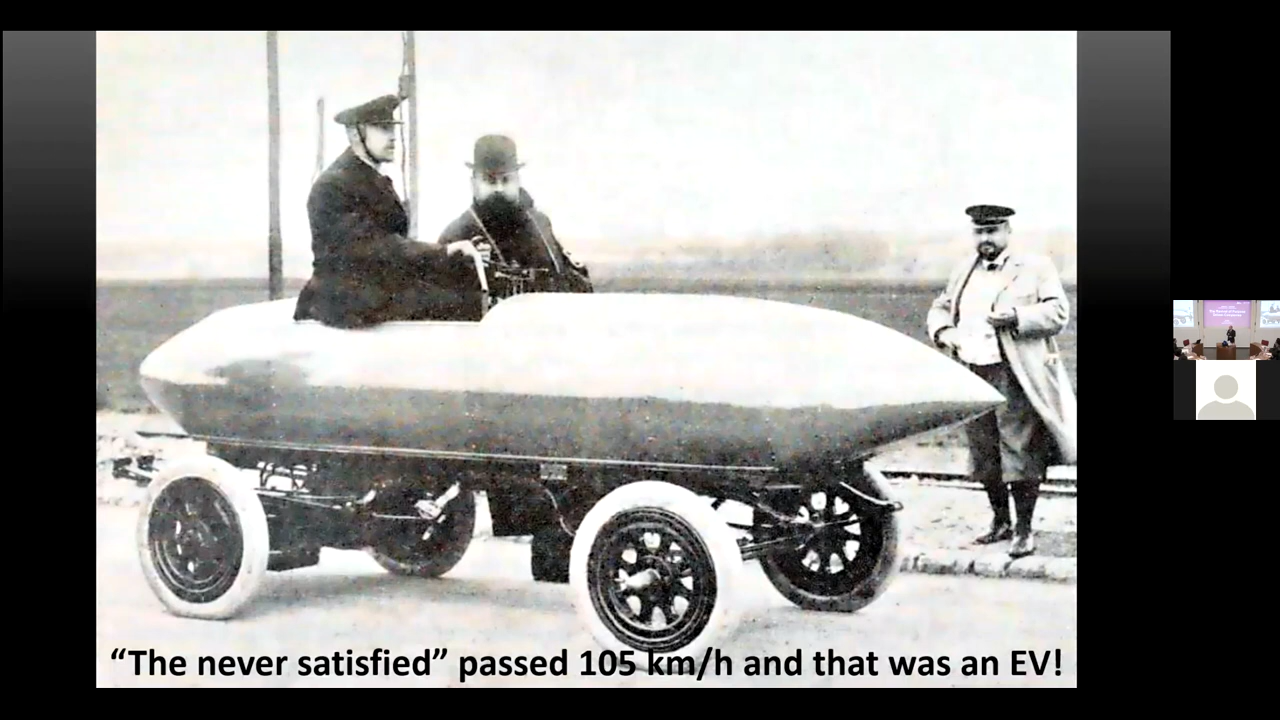 “The never satisfied” passed 105 km/h and that was an EV!